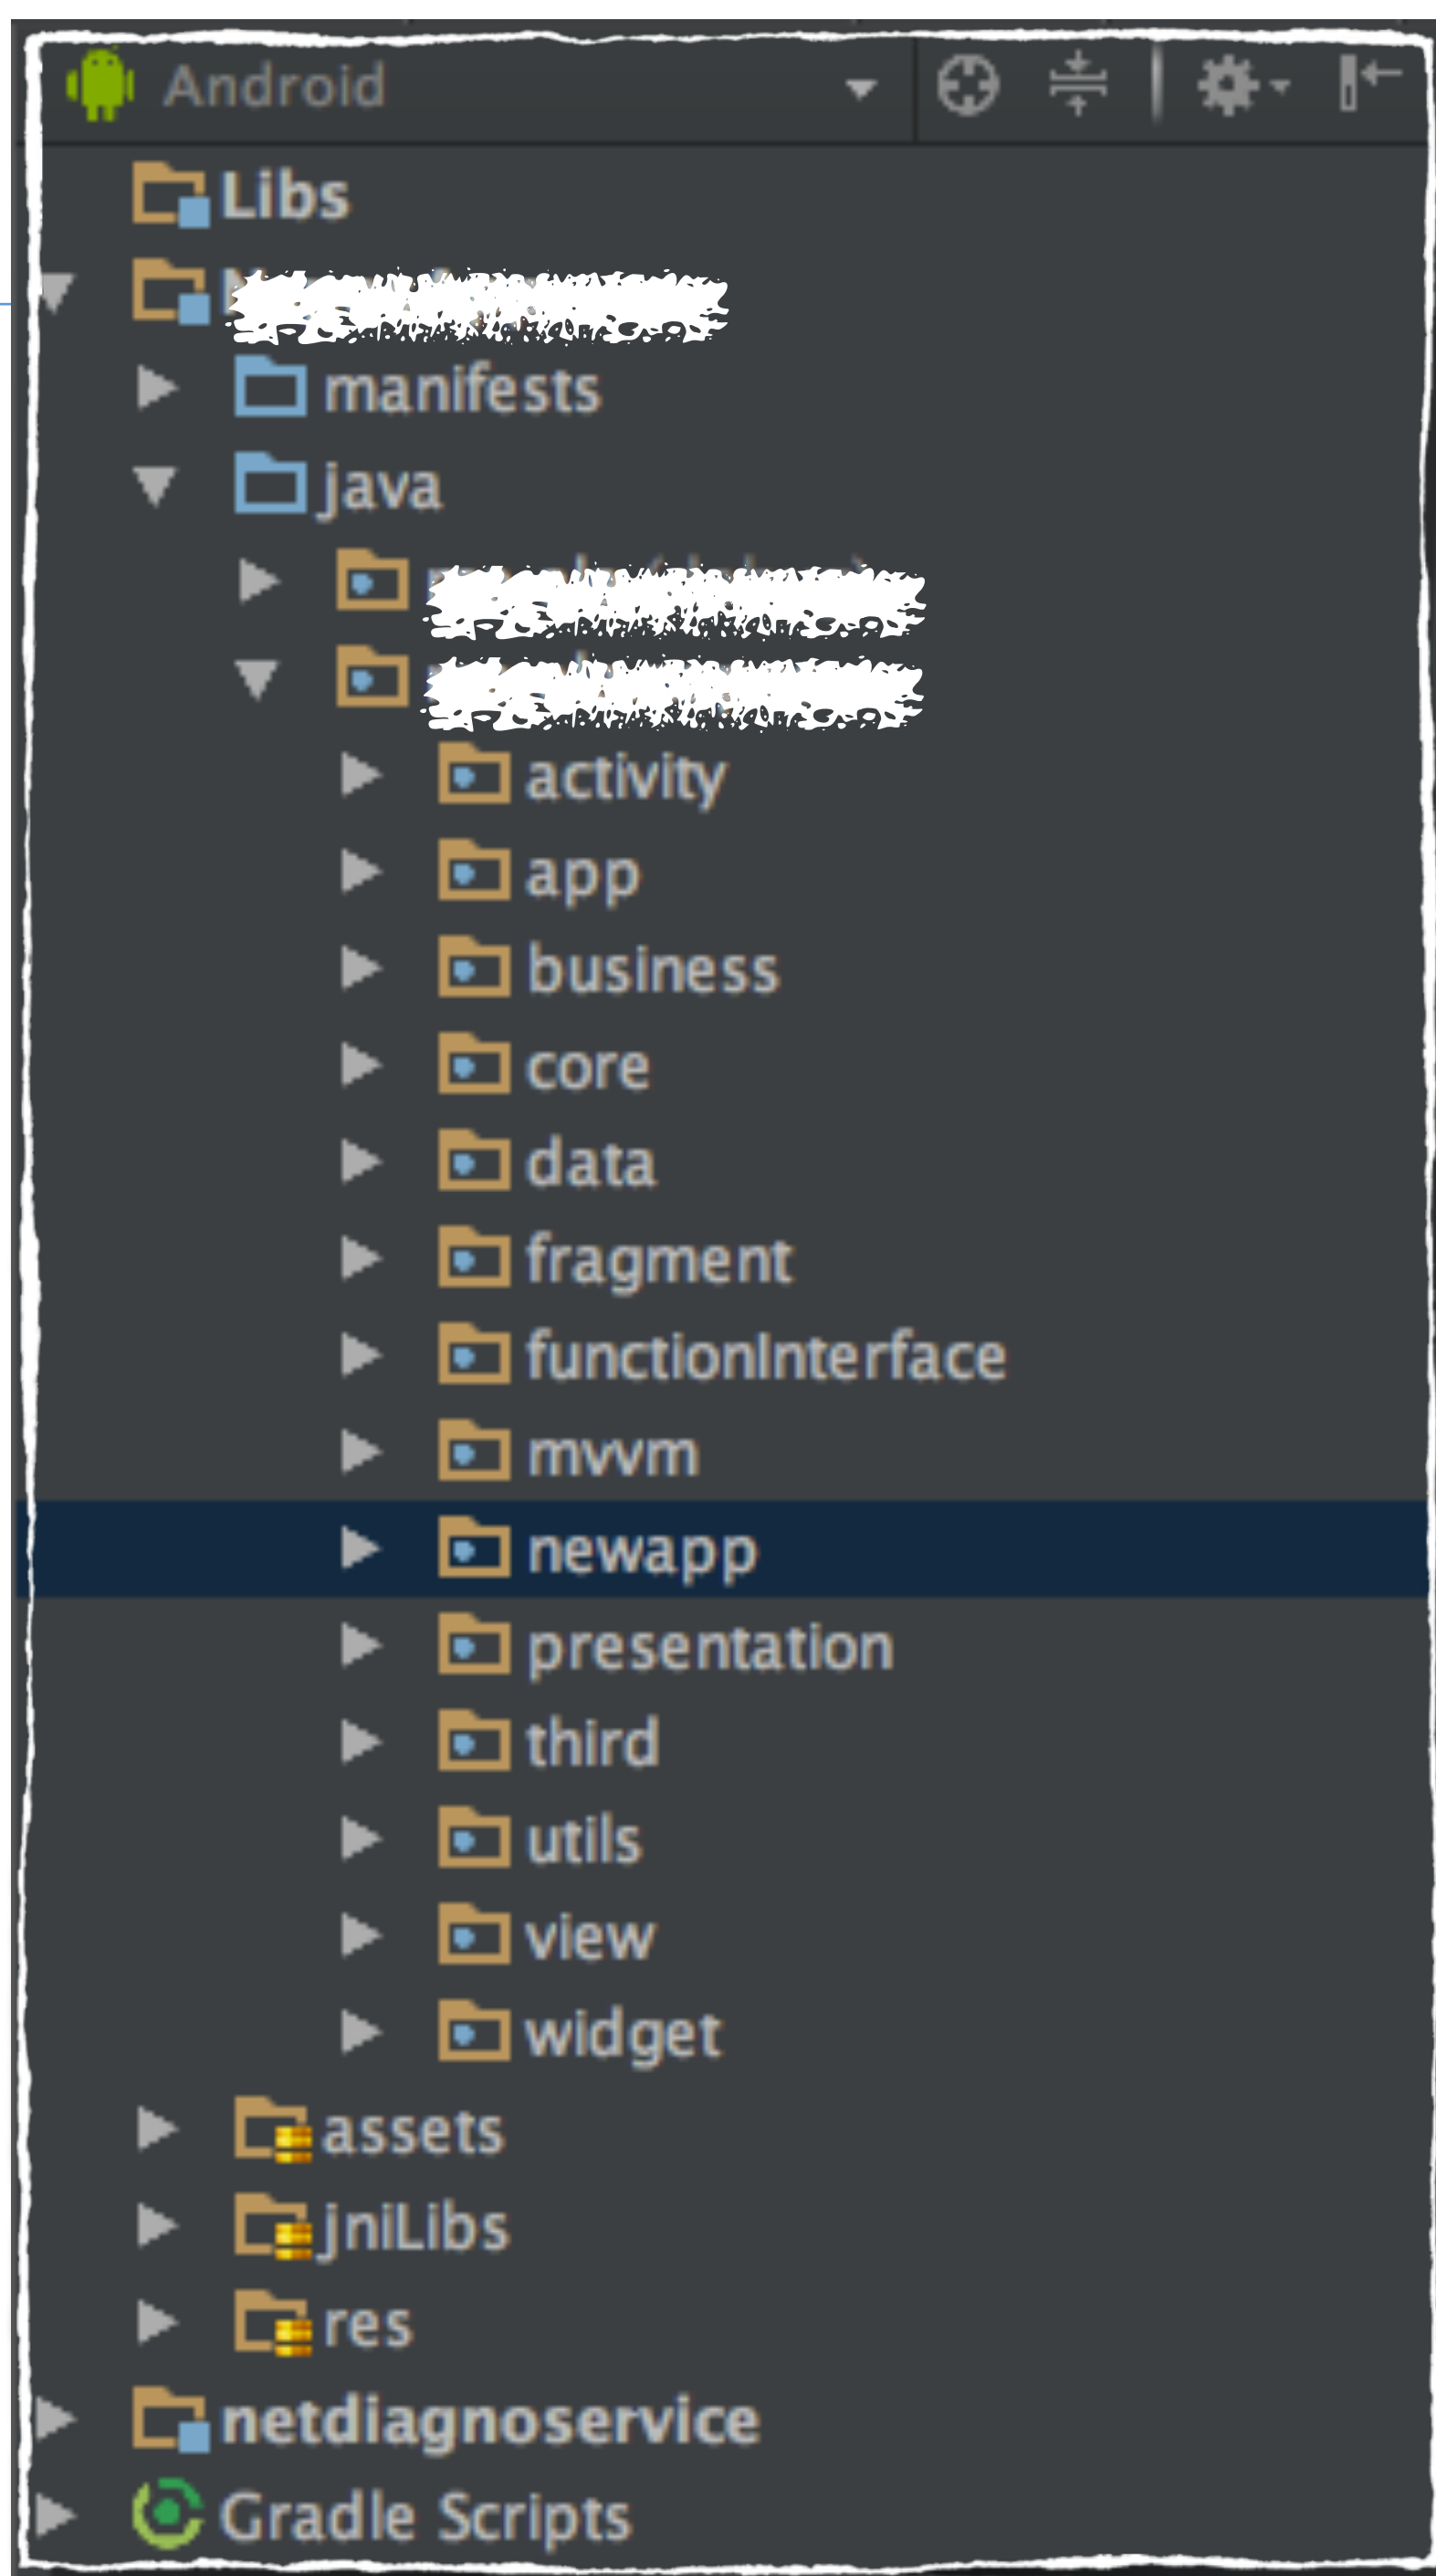 Android
Libs
manifests
java
activity
app
business
core
data
fragment
functionInterface
mvvm
newapp
presentation
third
utils
view
widget
assets
jniLibs
res
netdiagnoservice
Gradle Scripts